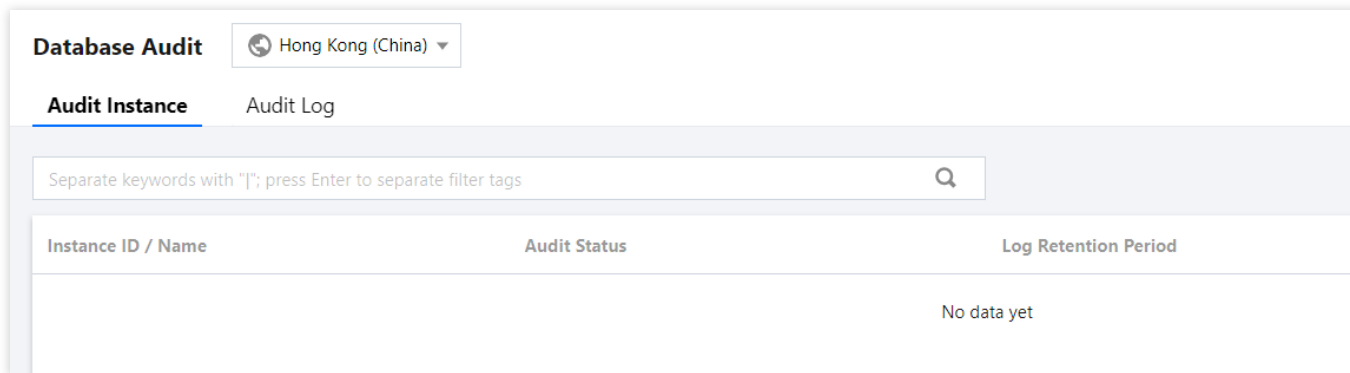 Database Audit Hong Kong (China)
Audit Instance Audit Log
Separate keywords with "|"; press Enter to separate filter tags
Instance ID / Name Audit Status Log Retention Period
No data yet